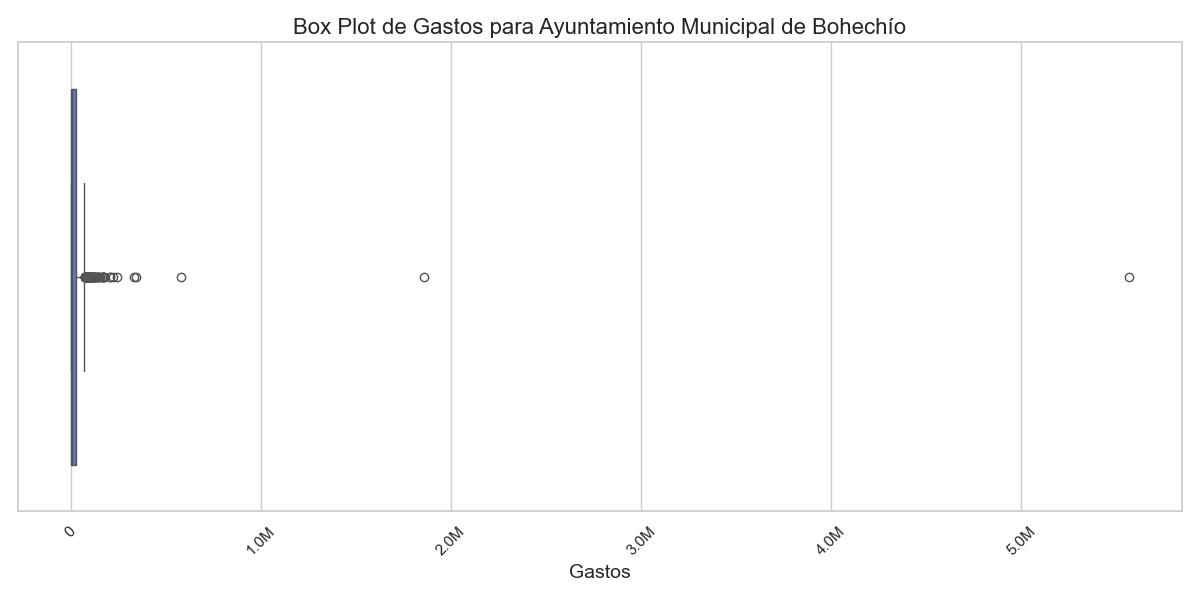 Box Plot de Gastos para Ayuntamiento Municipal de Bohechío
0
1.0M
2.0M
3.0M
4.0M
5.0M
Gastos